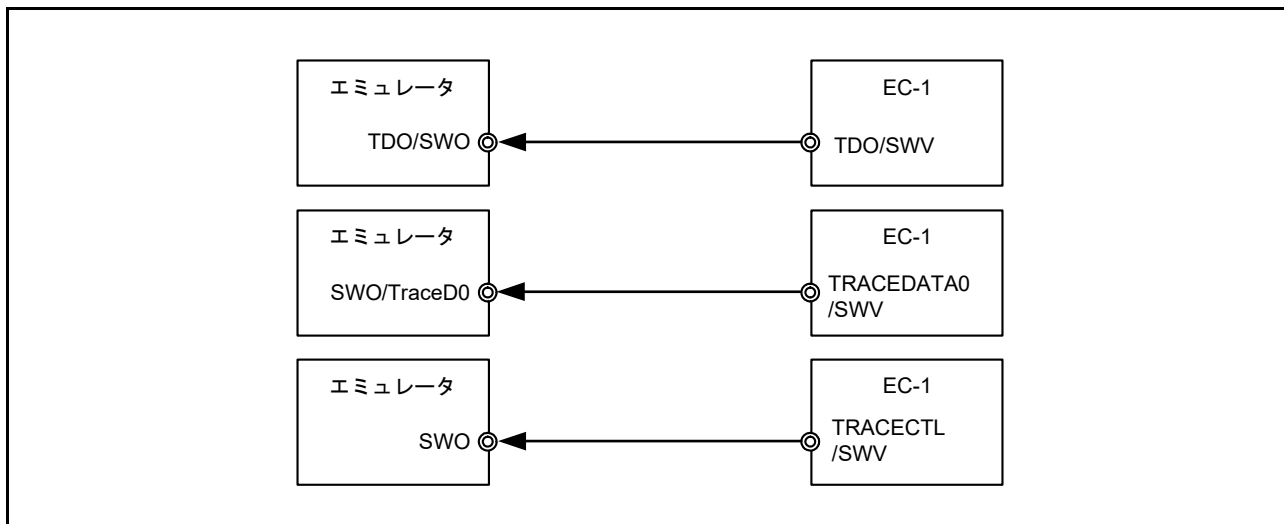 エミュレータ
EC-1
TDO/SWO
TDO/SWV
エミュレータ
EC-1
SWO/TraceD0
TRACEDATA0
/SWV
エミュレータ
EC-1
SWO
TRACECTL
/SWV